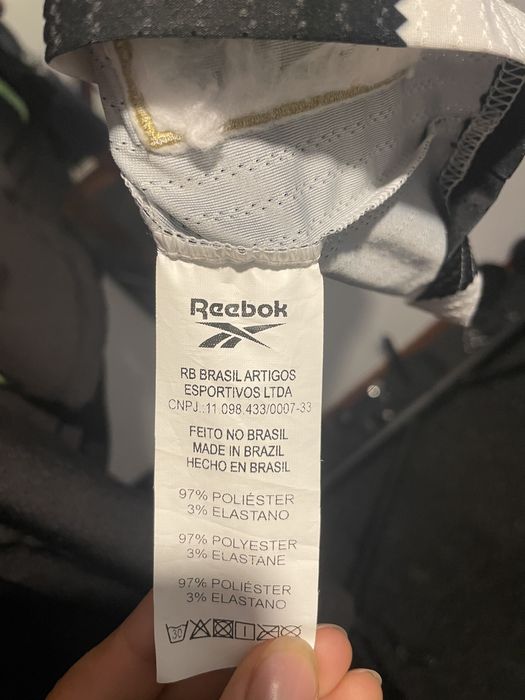 Reebok
RB BRASIL ARTIGOS
ESPORTIVOS LTDA
CNPJ.:11 098 433/0007-33
FEITO NO BRASIL
MADE IN BRAZIL
HECHO EN BRASIL
97% POLIÉSTER
3% ELASTANO
97% POLYESTER
3% ELASTANE
97% POLIÉSTER
3% ELASTANO
30